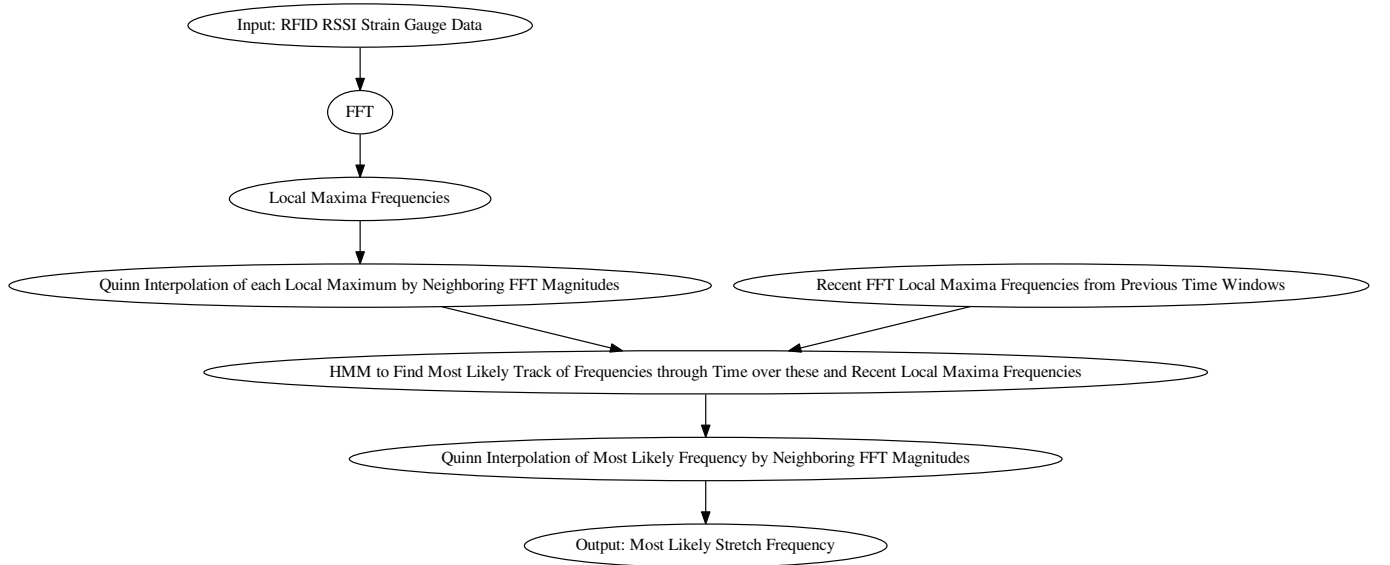 Input: RFID RSSI Strain Gauge Data
FFT
Local Maxima Frequencies
Quinn Interpolation of each Local Maximum by Neighboring FFT Magnitudes
Recent FFT Local Maxima Frequencies from Previous Time Windows
HMM to Find Most Likely Track of Frequencies through Time over these and Recent Local Maxima Frequencies
Quinn Interpolation of Most Likely Frequency by Neighboring FFT Magnitudes
Output: Most Likely Stretch Frequency